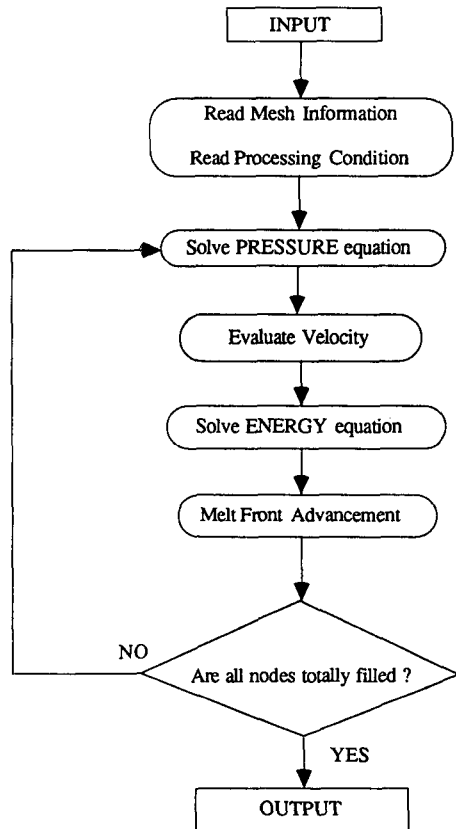 INPUT
Read Mesh Information
Read Processing Condition
Solve PRESSURE equation
Evaluate Velocity
Solve ENERGY equation
Melt Front Advancement
NO
Are all nodes totally filled ?
YES
OUTPUT